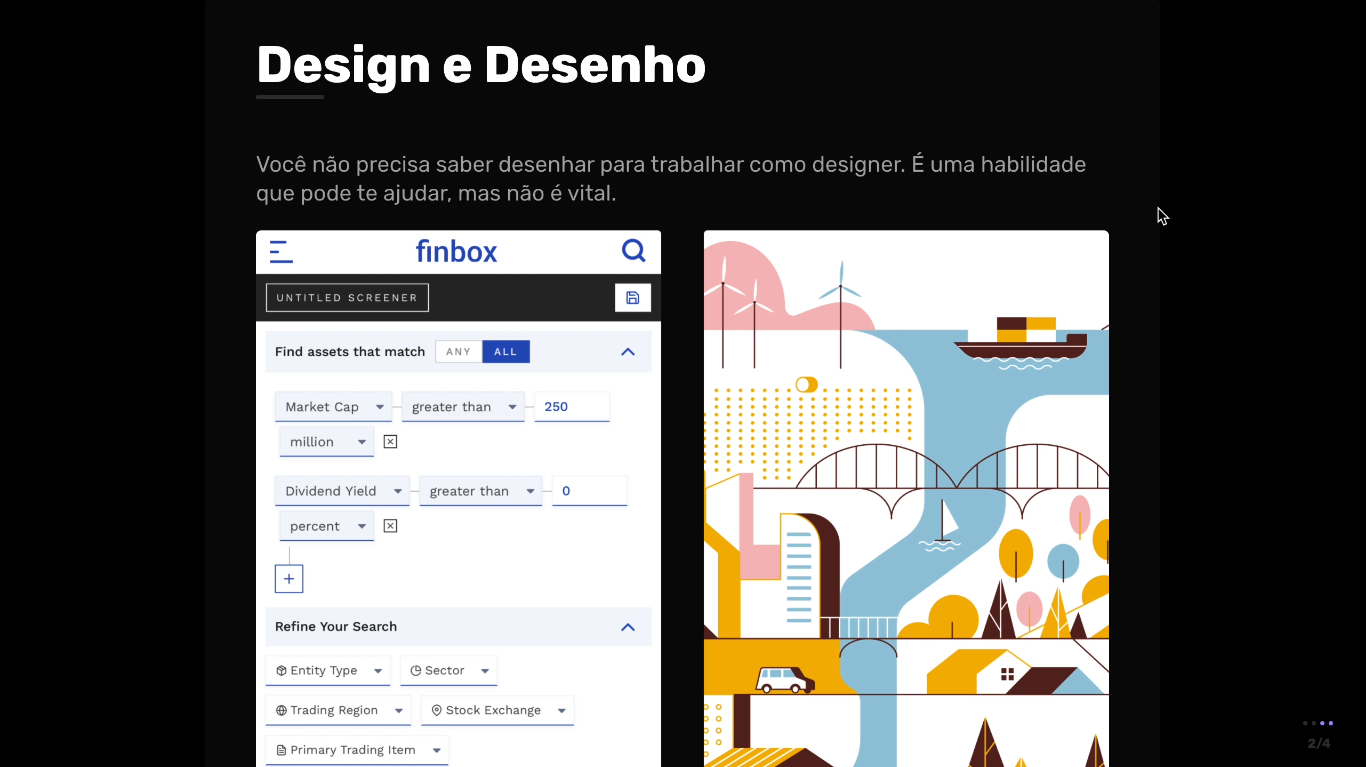 Design e Desenho
Você não precisa saber desenhar para trabalhar como designer. É uma habilidade
que pode te ajudar, mas não é vital.
finbox
UNTITLED SCREENER
Find assets that match ANY ALL
Market Cap greater than 250
million
Dividend Yield greater than 0
percent
+
Refine Your Search
Entity Type Sector
Trading Region Stock Exchange
Primary Trading Item
2/4